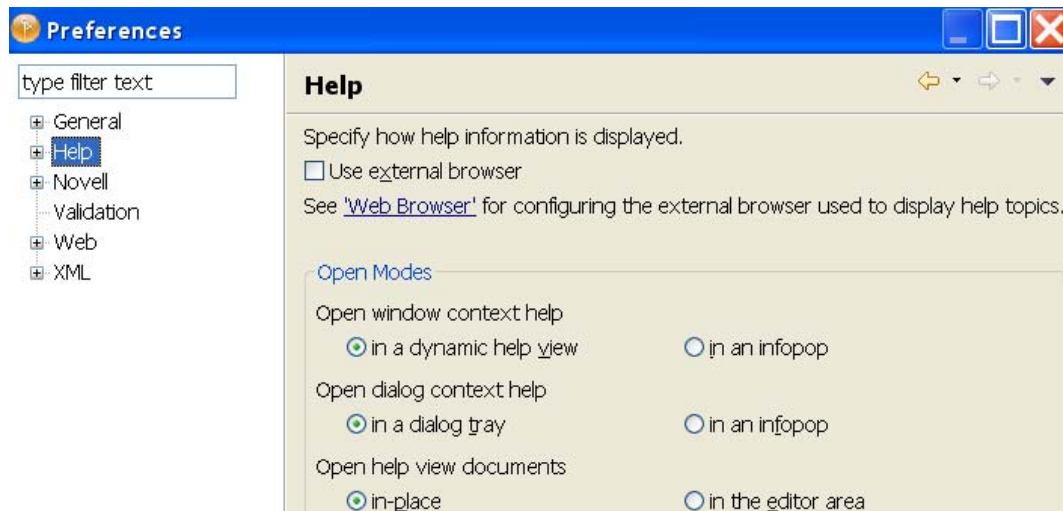 Preferences
type filter text
General
Help
Novell
Validation
Web
XML
Help
Specify how help information is displayed.
Use external browser
See 'Web Browser' for configuring the external browser used to display help topics.
Open Modes
Open window context help
in a dynamic help view in an infopop
Open dialog context help
in a dialog tray in an infopop
Open help view documents
in-place in the editor area